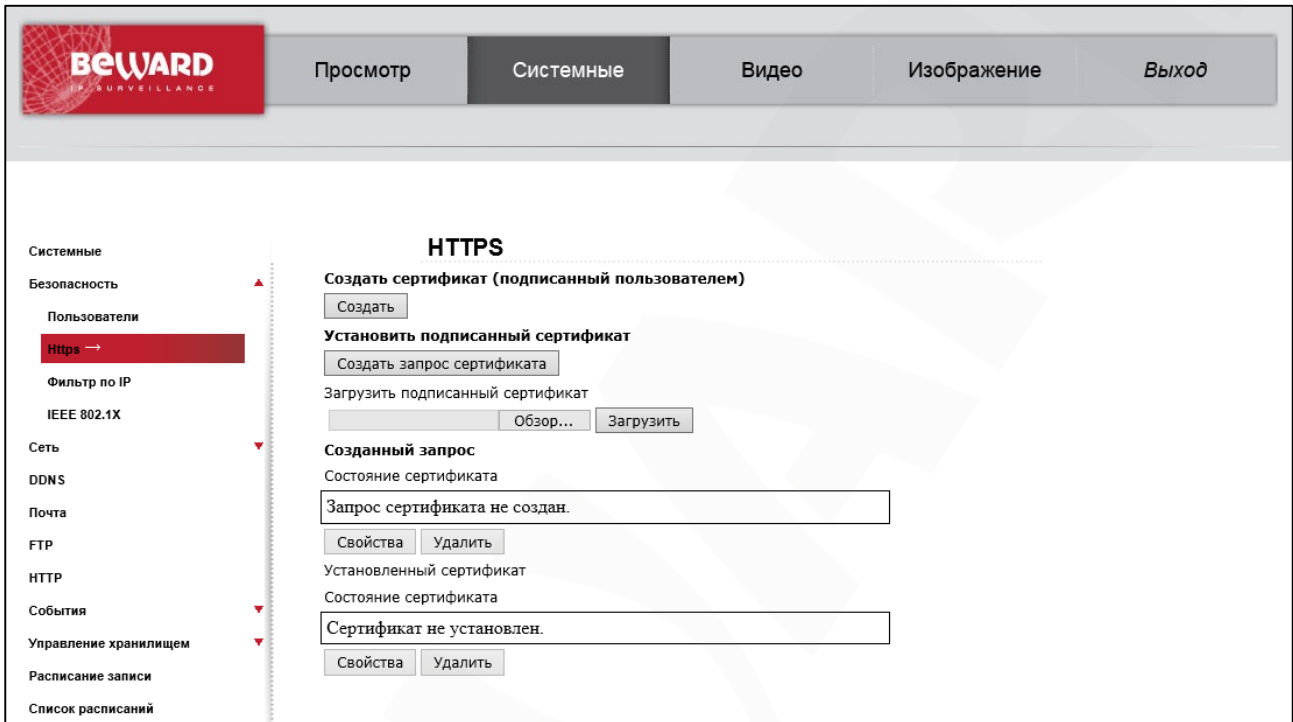 BEWARD
IP SURVEILLANCE
Просмотр
Системные
Видео
Изображение
Выход
Системные
Безопасность
Пользователи
Https →
Фильтр по IP
IEEE 802.1X
Сеть
DDNS
Почта
FTP
HTTP
События
Управление хранилищем
Расписание записи
Список расписаний
HTTPS
Создать сертификат (подписанный пользователем)
Создать
Установить подписанный сертификат
Создать запрос сертификата
Загрузить подписанный сертификат
Обзор... Загрузить
Созданный запрос
Состояние сертификата
Запрос сертификата не создан.
Свойства Удалить
Установленный сертификат
Состояние сертификата
Сертификат не установлен.
Свойства Удалить